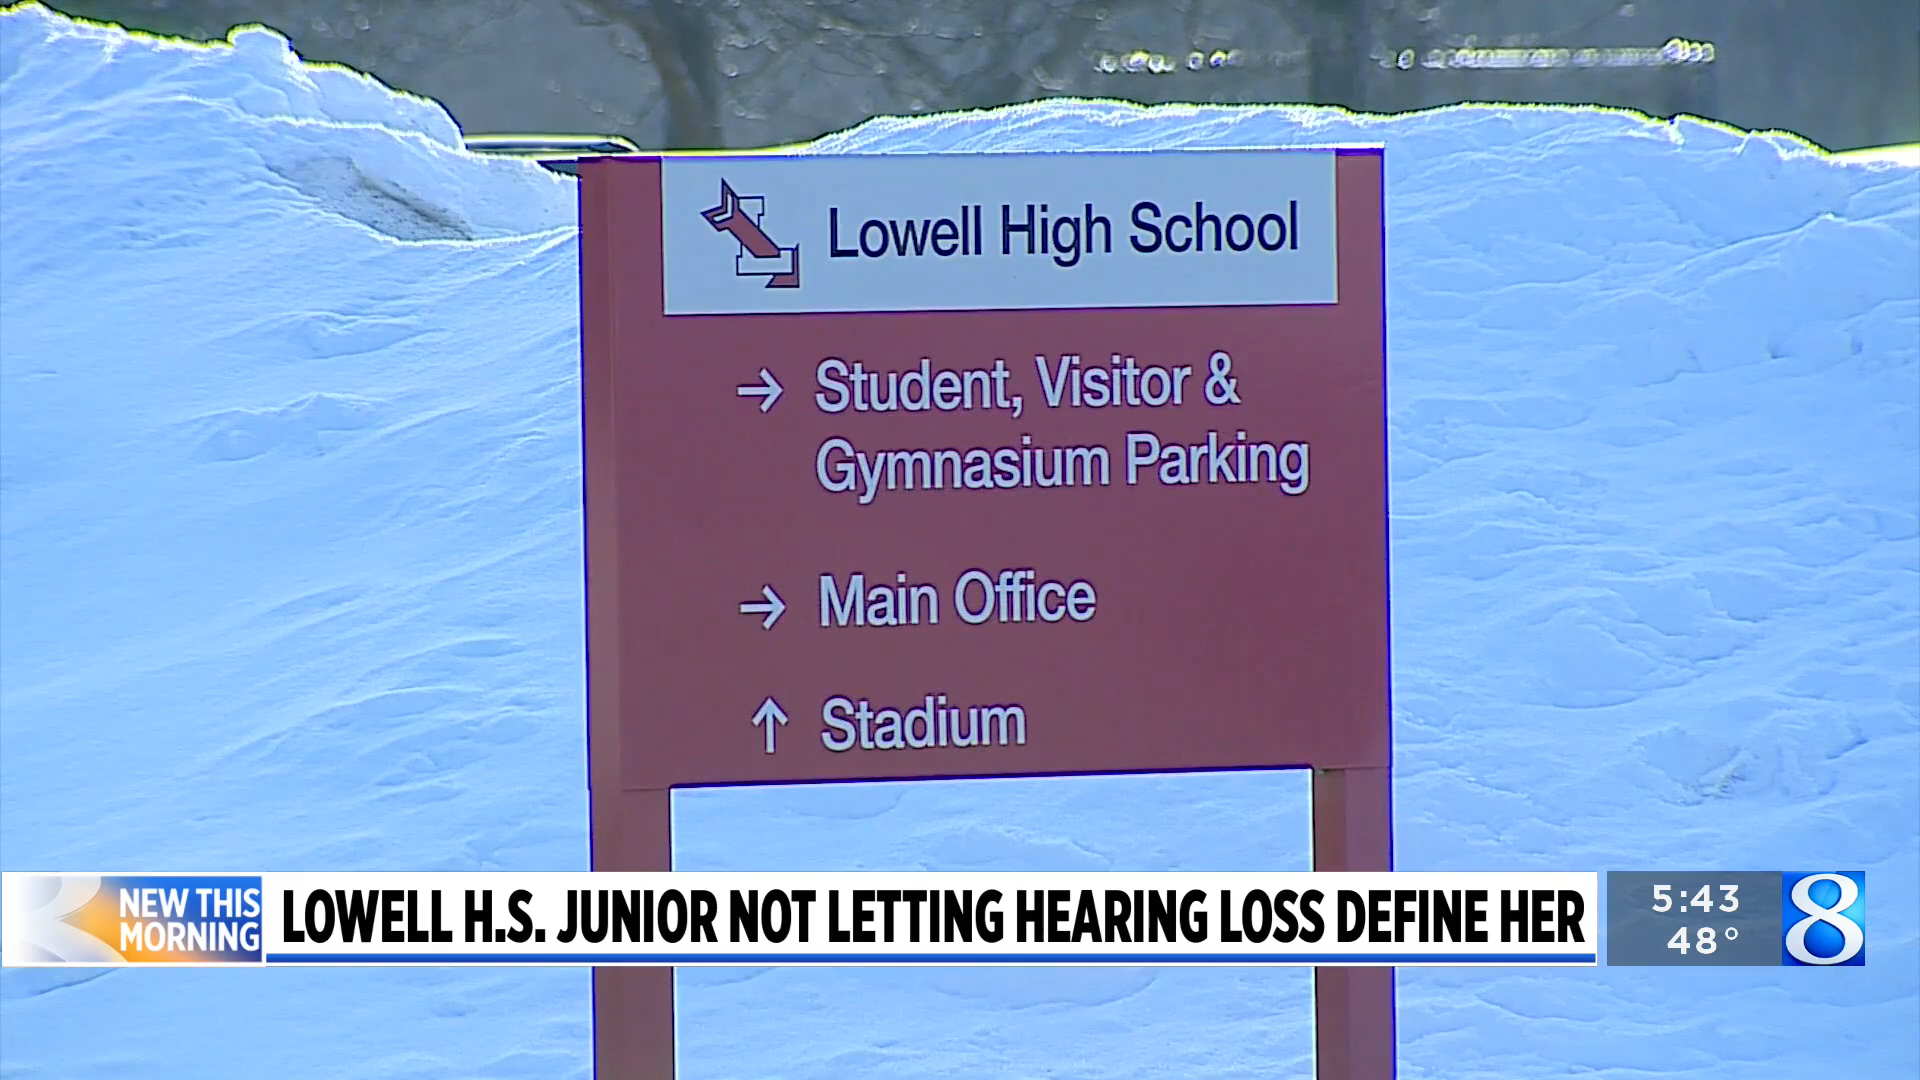 Lowell High School
→ Student, Visitor &
Gymnasium Parking
→ Main Office
↑ Stadium
NEW THIS
MORNING
LOWELL H.S. JUNIOR NOT LETTING HEARING LOSS DEFINE HER
5:43
48°
8